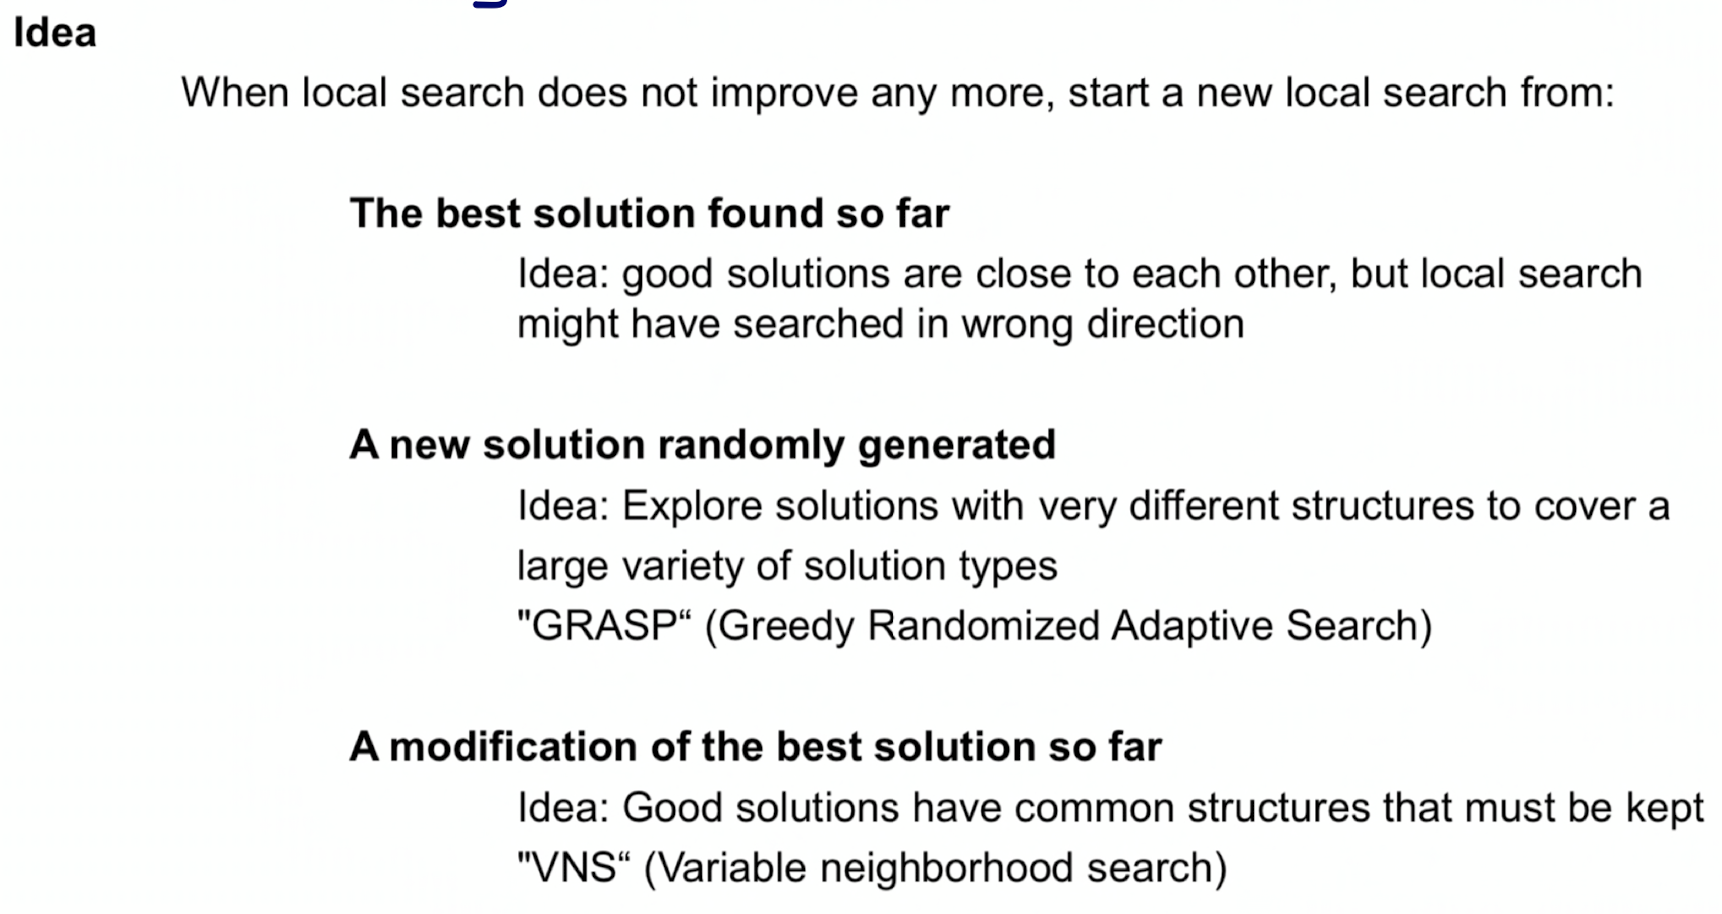 Idea
When local search does not improve any more, start a new local search from:
The best solution found so far
Idea: good solutions are close to each other, but local search
might have searched in wrong direction
A new solution randomly generated
Idea: Explore solutions with very different structures to cover a
large variety of solution types
"GRASP“ (Greedy Randomized Adaptive Search)
A modification of the best solution so far
Idea: Good solutions have common structures that must be kept
"VNS“ (Variable neighborhood search)